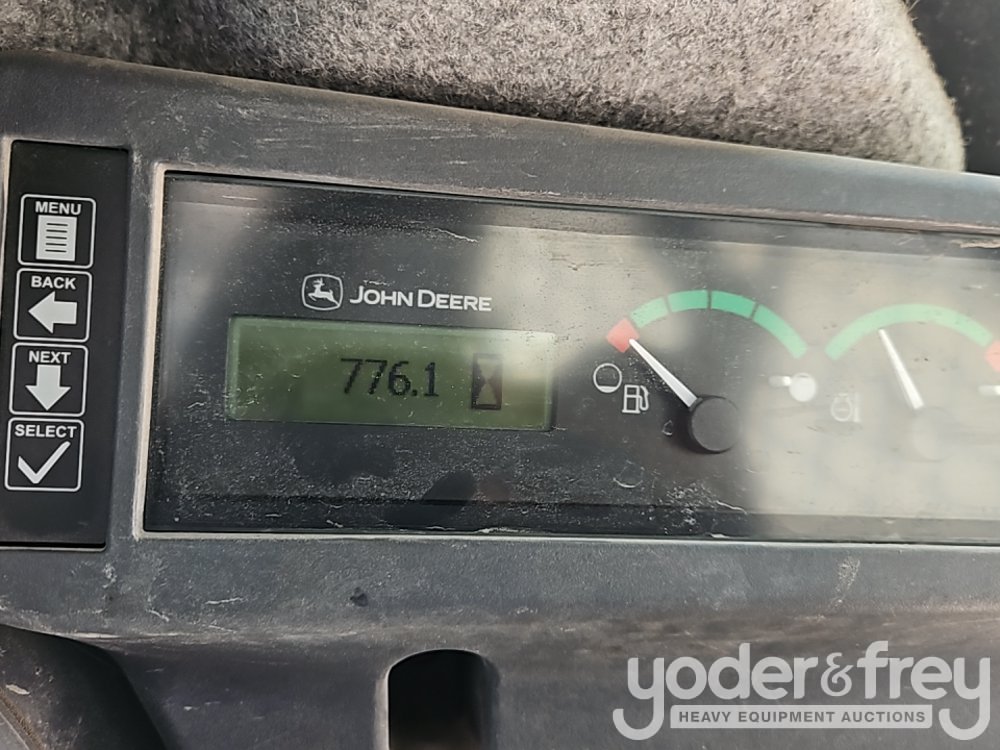 MENU
BACK
NEXT
SELECT
JOHN DEERE
776.1
yoder&frey
HEAVY EQUIPMENT AUCTIONS